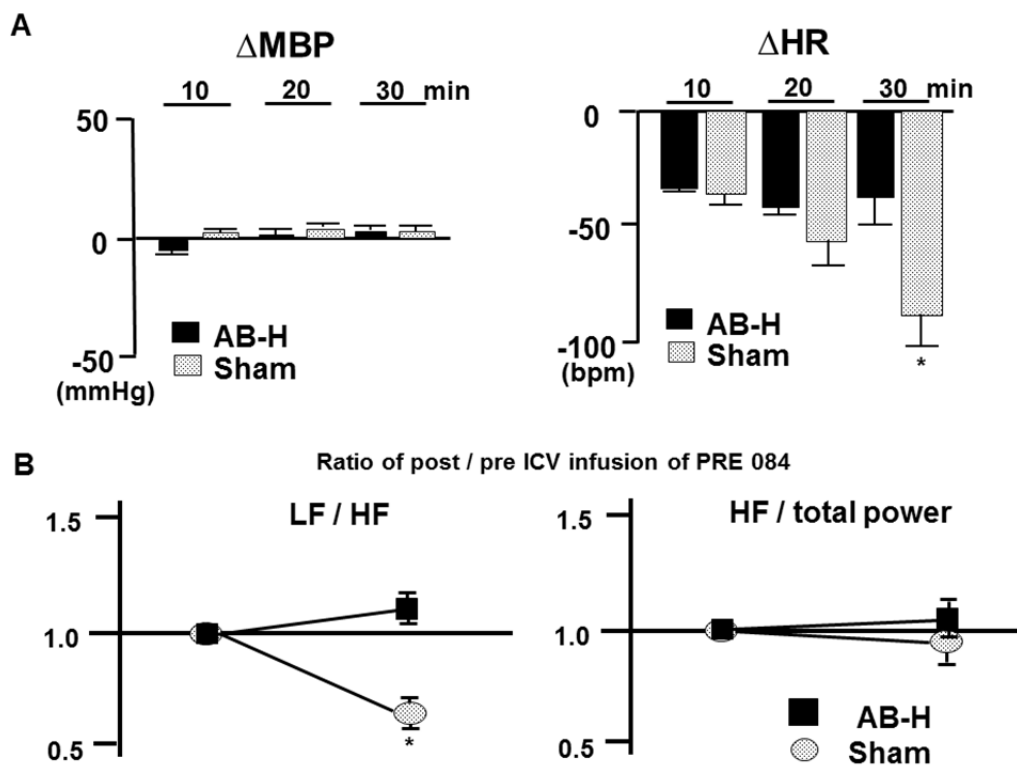 A
ΔMBP
10 20 30 min
50
0
-50
(mmHg)
AB-H
Sham
ΔHR
10 20 30 min
0
-50
-100
(bpm)
AB-H
Sham
*
B
Ratio of post / pre ICV infusion of PRE 084
LF / HF
1.5
1.0
0.5
*
HF / total power
1.5
1.0
0.5
AB-H
Sham